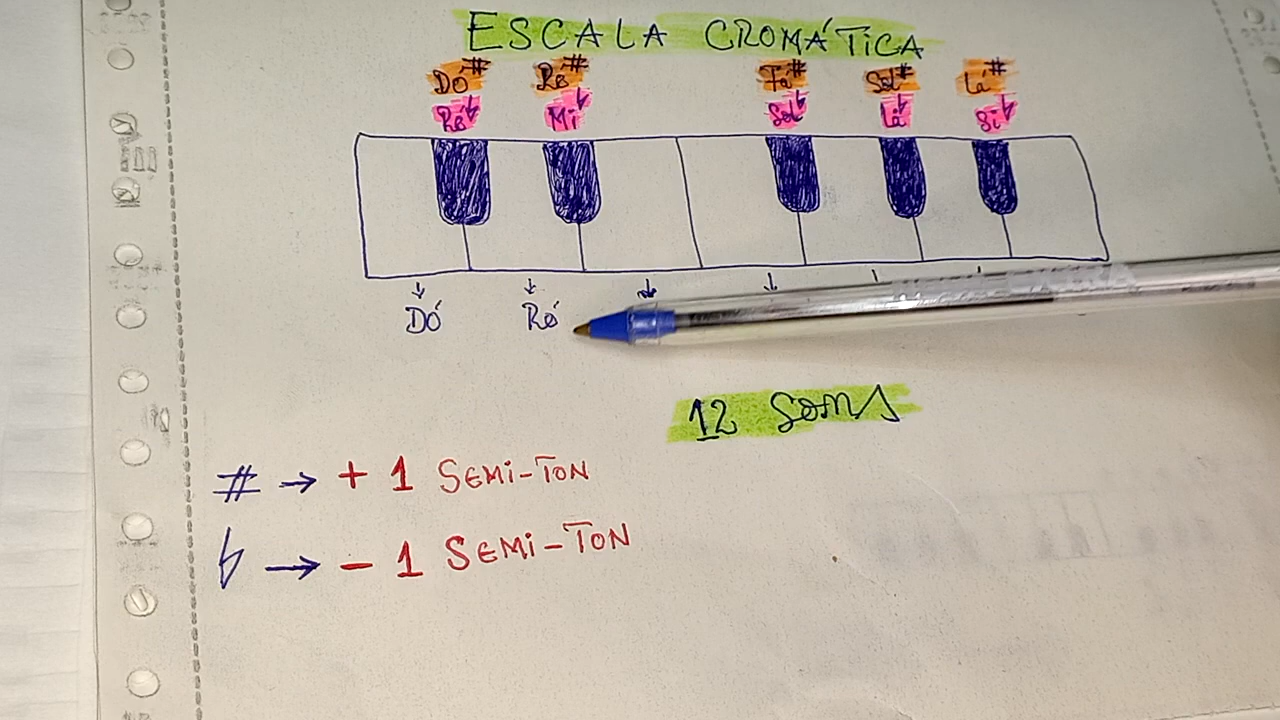 ESCALA CROMÁTICA
Dó# Ré# Fá# Sol# Lá#
Ré♭ Mi♭ Sol♭ Lá♭ Si♭
Dó Ré
12 SONS
# → + 1 SEMI-TON
♭ → - 1 SEMI-TON